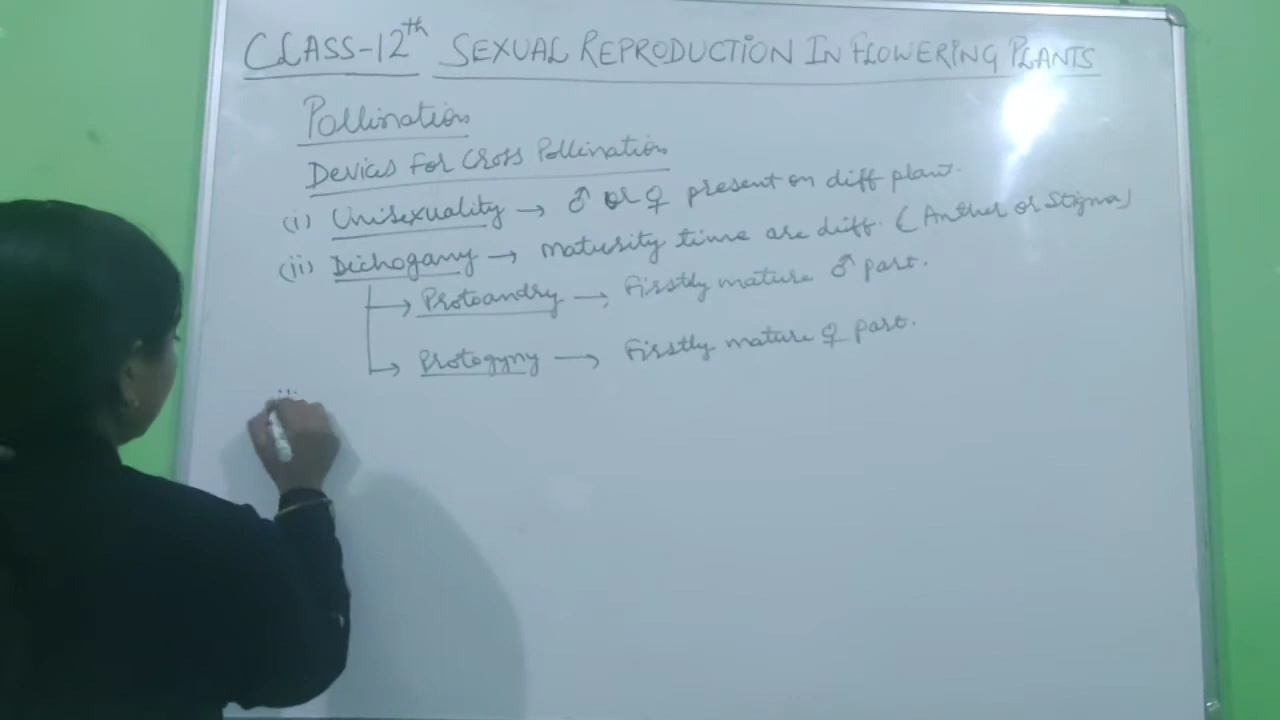 CLASS-12th SEXUAL REPRODUCTION IN FLOWERING PLANTS
Pollination
Devices For Cross Pollination
(i) Unisexuality → ♂ or ♀ present on diff plant.
(ii) Dichogamy → maturity time are diff. (Anther or Stigma)
→ Protoandry → Firstly mature ♂ part.
→ Protogyny → Firstly mature ♀ part.